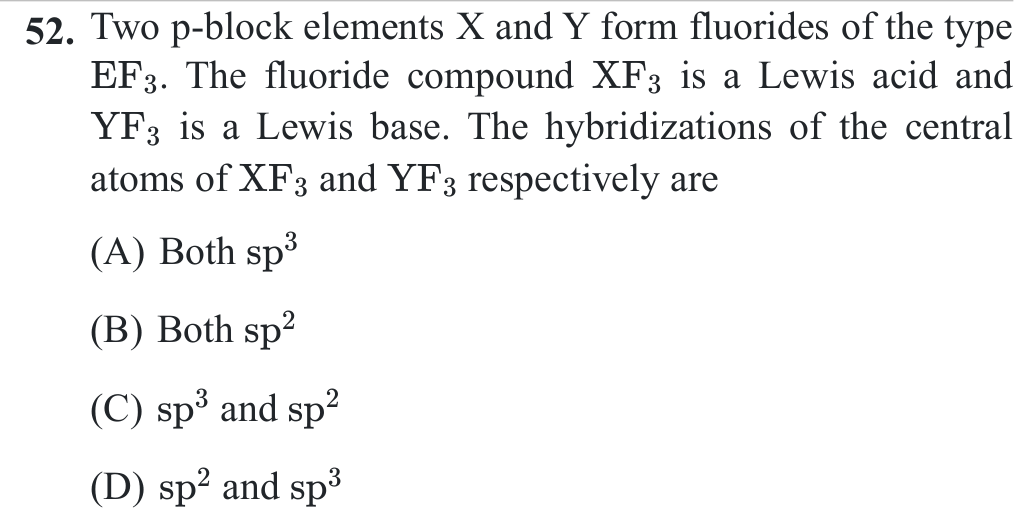 52. Two p-block elements X and Y form fluorides of the type
EF₃. The fluoride compound XF₃ is a Lewis acid and
YF₃ is a Lewis base. The hybridizations of the central
atoms of XF₃ and YF₃ respectively are
(A) Both sp³
(B) Both sp²
(C) sp³ and sp²
(D) sp² and sp³